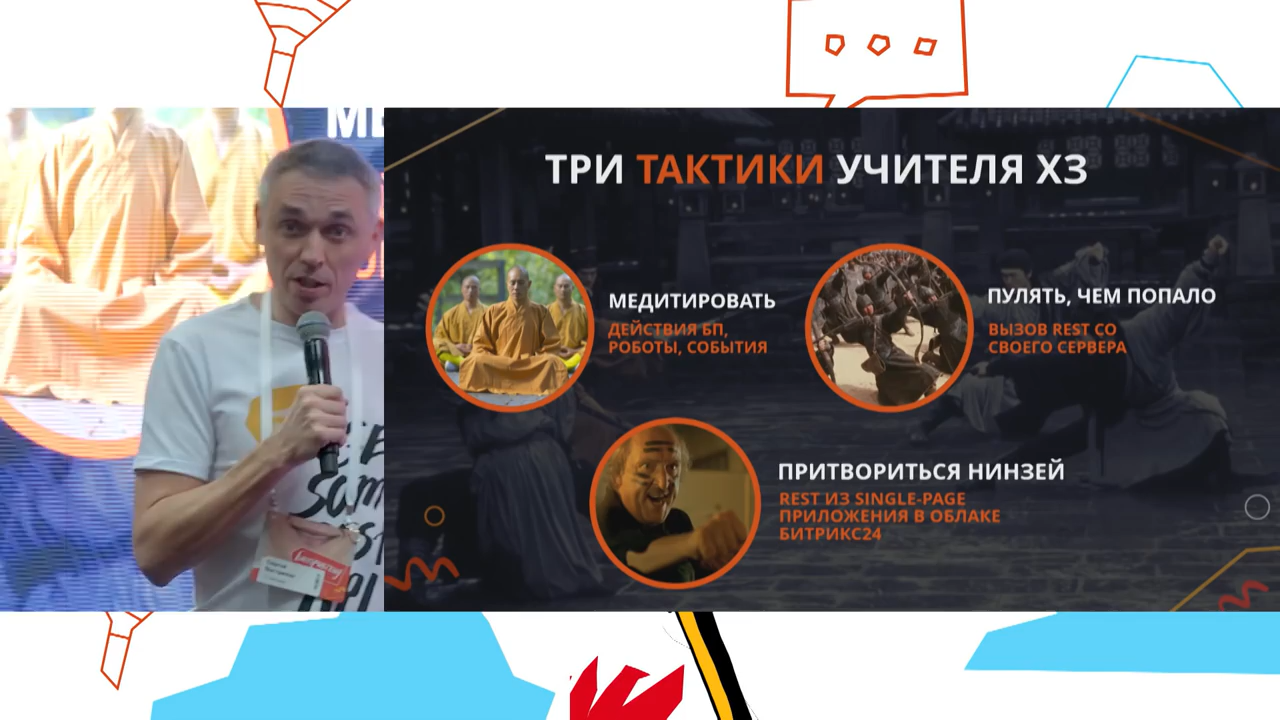 ТРИ ТАКТИКИ УЧИТЕЛЯ ХЗ
МЕДИТИРОВАТЬ
ДЕЙСТВИЯ БП,
РОБОТЫ, СОБЫТИЯ
ПУЛЯТЬ, ЧЕМ ПОПАЛО
ВЫЗОВ REST СО
СВОЕГО СЕРВЕРА
ПРИТВОРИТЬСЯ НИНЗЕЙ
REST ИЗ SINGLE-PAGE
ПРИЛОЖЕНИЯ В ОБЛАКЕ
БИТРИКС24